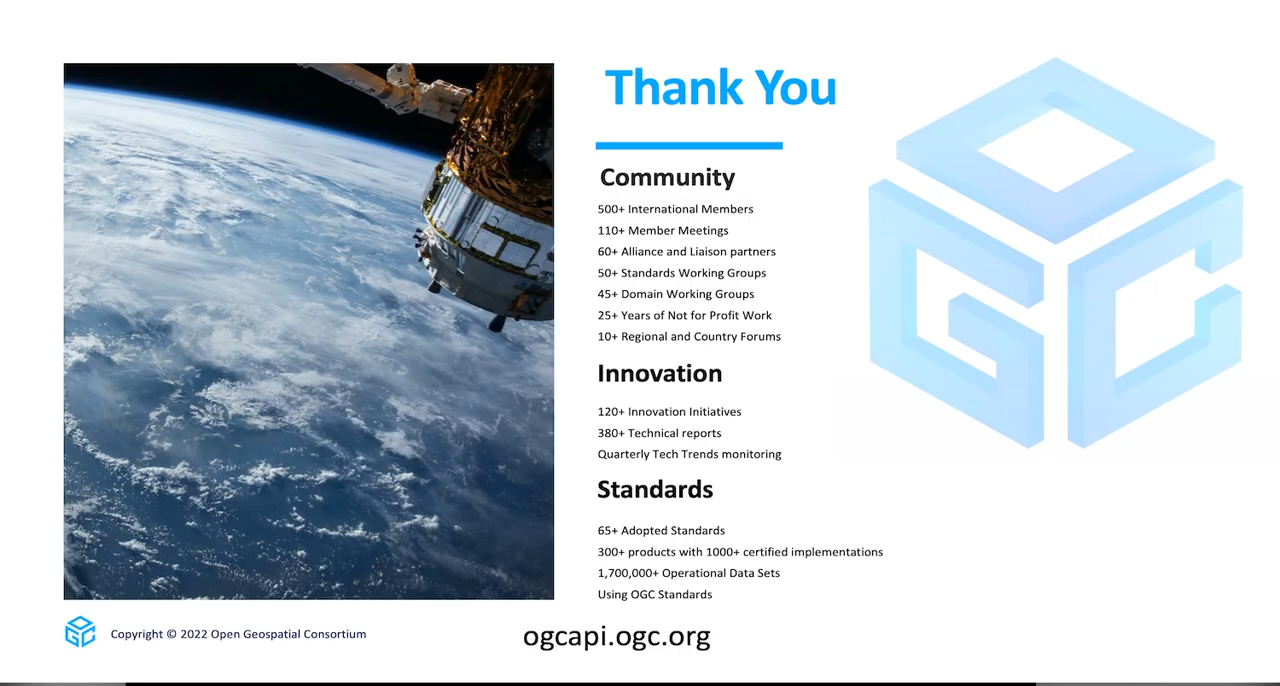 Thank You
Community
500+ International Members
110+ Member Meetings
60+ Alliance and Liaison partners
50+ Standards Working Groups
45+ Domain Working Groups
25+ Years of Not for Profit Work
10+ Regional and Country Forums
Innovation
120+ Innovation Initiatives
380+ Technical reports
Quarterly Tech Trends monitoring
Standards
65+ Adopted Standards
300+ products with 1000+ certified implementations
1,700,000+ Operational Data Sets
Using OGC Standards
OGC
OGC
Copyright © 2022 Open Geospatial Consortium
ogcapi.ogc.org